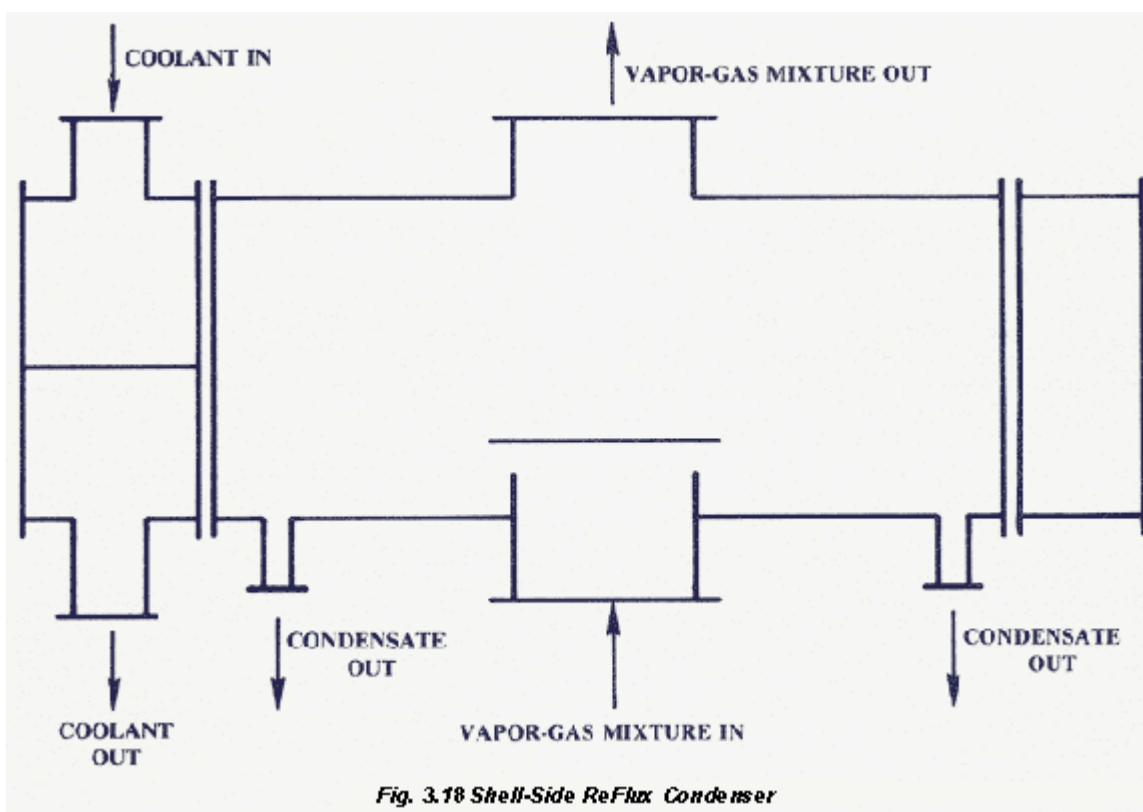 COOLANT IN
VAPOR-GAS MIXTURE OUT
CONDENSATE
OUT
CONDENSATE
OUT
COOLANT
OUT
VAPOR-GAS MIXTURE IN
Fig. 3.18 Shell-Side ReFlux Condenser